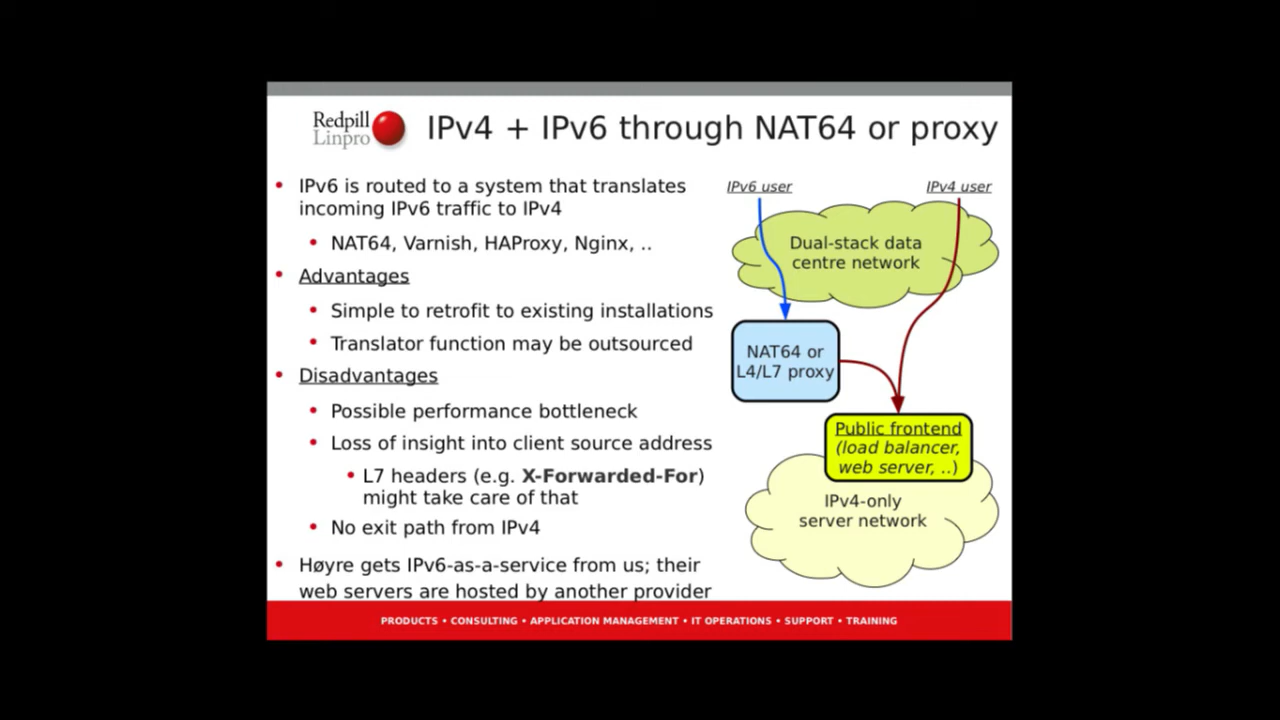 Redpill
Linpro
IPv4 + IPv6 through NAT64 or proxy
• IPv6 is routed to a system that translates
incoming IPv6 traffic to IPv4
• NAT64, Varnish, HAProxy, Nginx, ..
• Advantages
• Simple to retrofit to existing installations
• Translator function may be outsourced
• Disadvantages
• Possible performance bottleneck
• Loss of insight into client source address
• L7 headers (e.g. X-Forwarded-For)
might take care of that
• No exit path from IPv4
• Høyre gets IPv6-as-a-service from us; their
web servers are hosted by another provider
IPv6 user
IPv4 user
Dual-stack data
centre network
NAT64 or
L4/L7 proxy
Public frontend
(load balancer,
web server, ..)
IPv4-only
server network
PRODUCTS • CONSULTING • APPLICATION MANAGEMENT • IT OPERATIONS • SUPPORT • TRAINING